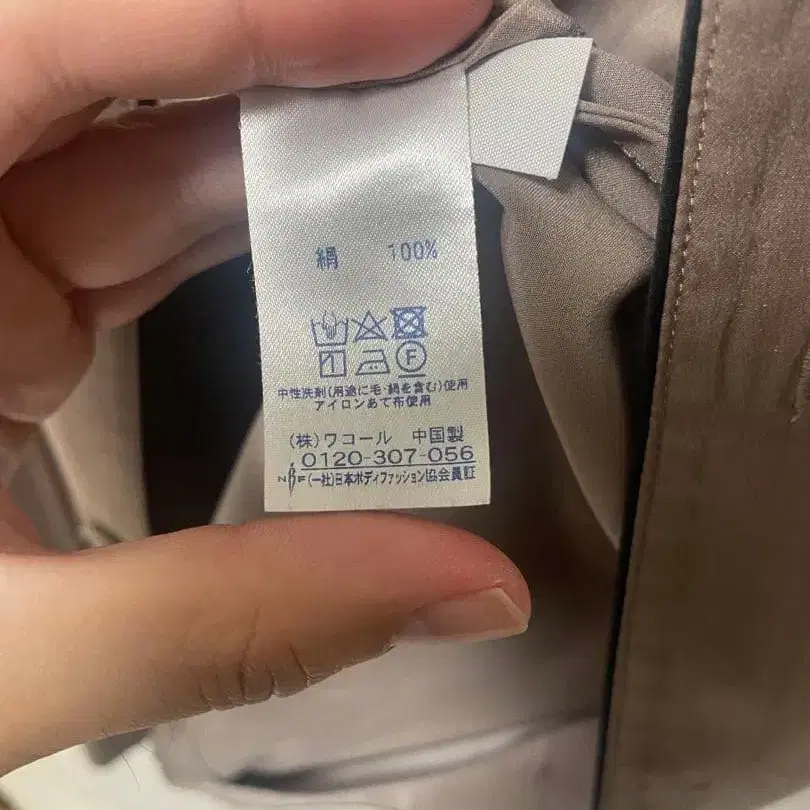 絹 100%
F
中性洗剤(用途に毛・絹を含む)使用
アイロンあて布使用
(株)ワコール 中国製
0120-307-056
NBF(一社)日本ボディファッション協会員証